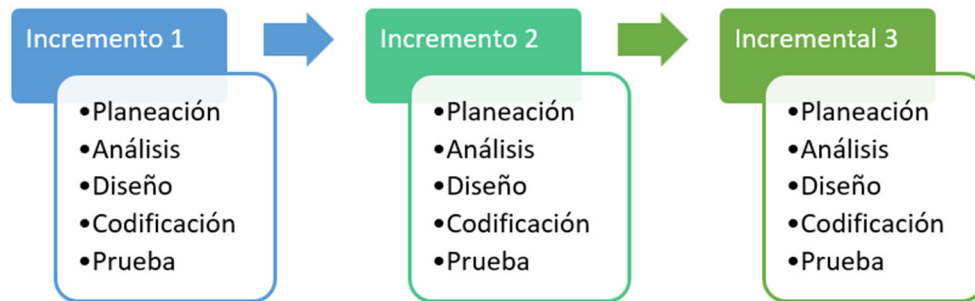 Incremento 1
•Planeación
•Análisis
•Diseño
•Codificación
•Prueba
Incremento 2
•Planeación
•Análisis
•Diseño
•Codificación
•Prueba
Incremental 3
•Planeación
•Análisis
•Diseño
•Codificación
•Prueba